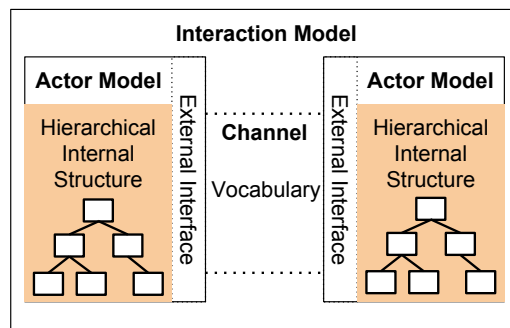 Interaction Model
Actor Model
Hierarchical
Internal
Structure
External Interface
Channel
Vocabulary
External Interface
Actor Model
Hierarchical
Internal
Structure